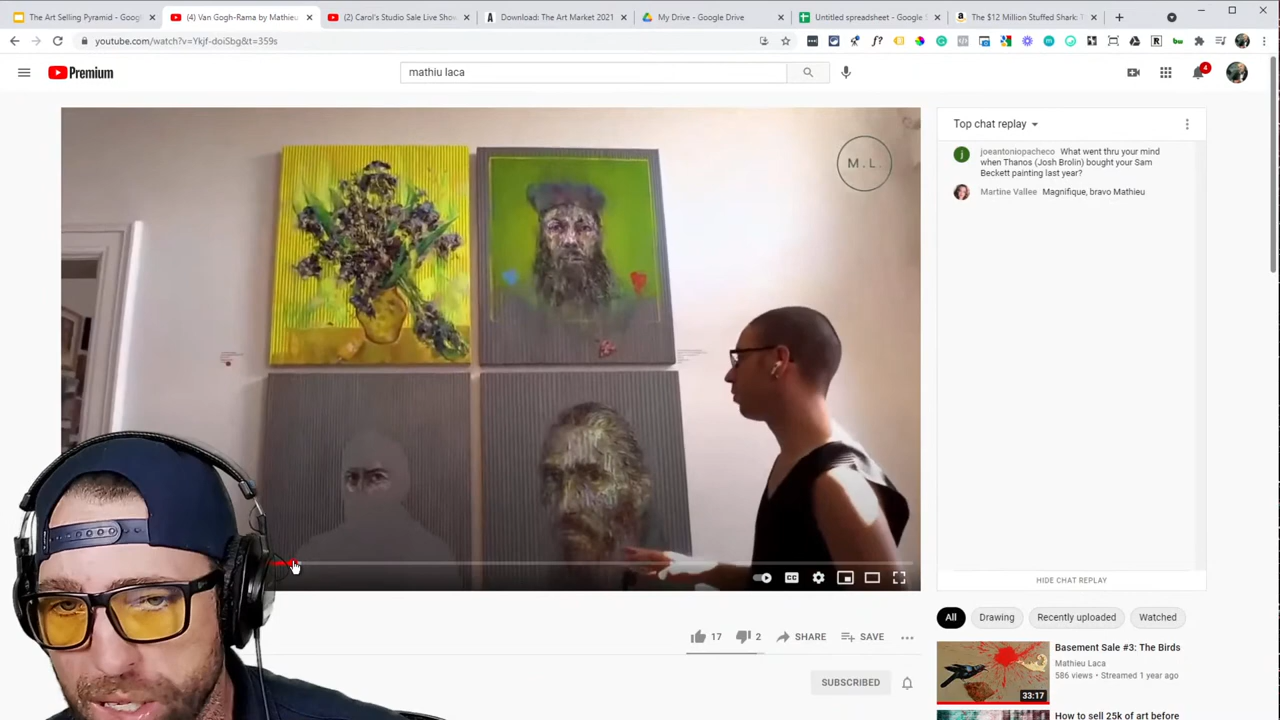 The Art Selling Pyramid - Googl
(4) Van Gogh-Rama by Mathieu
(2) Carol's Studio Sale Live Show
Download: The Art Market 2021
My Drive - Google Drive
Untitled spreadsheet - Google S
The $12 Million Stuffed Shark: T
youtube.com/watch?v=Ykjf-doiSbg&t=359s
Premium
mathiu laca
4
M.L.
Top chat replay
joeantoniopacheco What went thru your mind
when Thanos (Josh Brolin) bought your Sam
Beckett painting last year?
Martine Vallee Magnifique, bravo Mathieu
HIDE CHAT REPLAY
CC
17
2
SHARE
SAVE
SUBSCRIBED
All
Drawing
Recently uploaded
Watched
Basement Sale #3: The Birds
Mathieu Laca
586 views • Streamed 1 year ago
33:17
How to sell 25k of art before